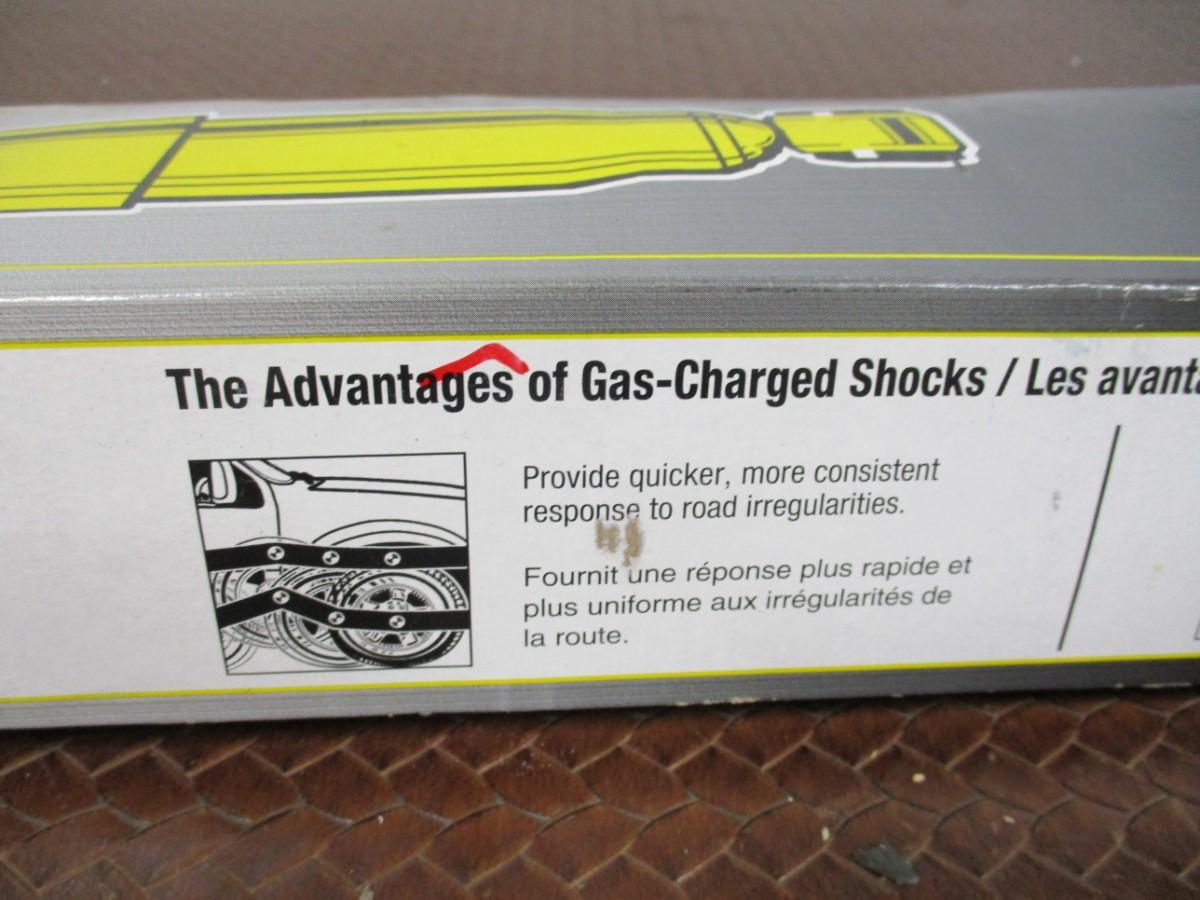 The Advantages of Gas-Charged Shocks / Les
Provide quicker, more consistent
response to road irregularities.
Fournit une réponse plus rapide et
plus uniforme aux irrégularités de
la route.